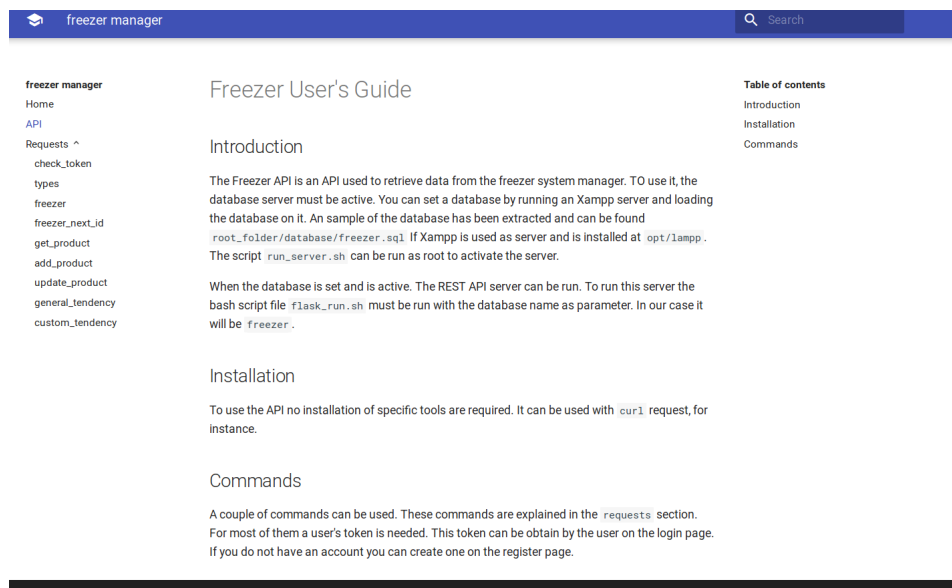 freezer manager
Search
freezer manager
Home
API
Requests ^
check_token
types
freezer
freezer_next_id
get_product
add_product
update_product
general_tendency
custom_tendency
Freezer User's Guide
Introduction
The Freezer API is an API used to retrieve data from the freezer system manager. TO use it, the
database server must be active. You can set a database by running an Xampp server and loading
the database on it. An sample of the database has been extracted and can be found
root_folder/database/freezer.sql If Xampp is used as server and is installed at opt/lampp .
The script run_server.sh can be run as root to activate the server.
When the database is set and is active. The REST API server can be run. To run this server the
bash script file flask_run.sh must be run with the database name as parameter. In our case it
will be freezer .
Installation
To use the API no installation of specific tools are required. It can be used with curl request, for
instance.
Commands
A couple of commands can be used. These commands are explained in the requests section.
For most of them a user's token is needed. This token can be obtain by the user on the login page.
If you do not have an account you can create one on the register page.
Table of contents
Introduction
Installation
Commands